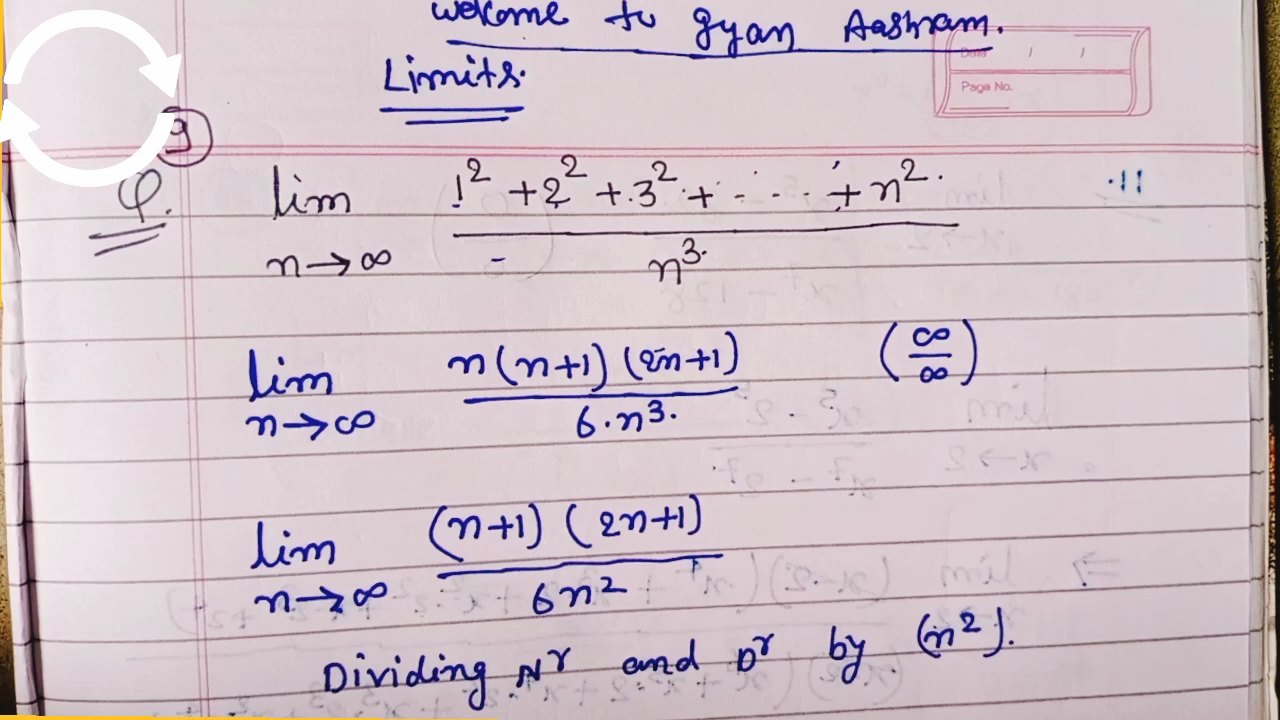 Welcome to Gyan Aashram.
Limits.
Date / /
Page No.
9
Q. lim n→∞ 1² + 2² + 3² + - - · · + n² / n³
lim n→∞ n(n+1) (2n+1) / 6·n³ (∞/∞)
lim n→∞ (n+1) (2n+1) / 6n²
Dividing Nʳ and Dʳ by (n²).